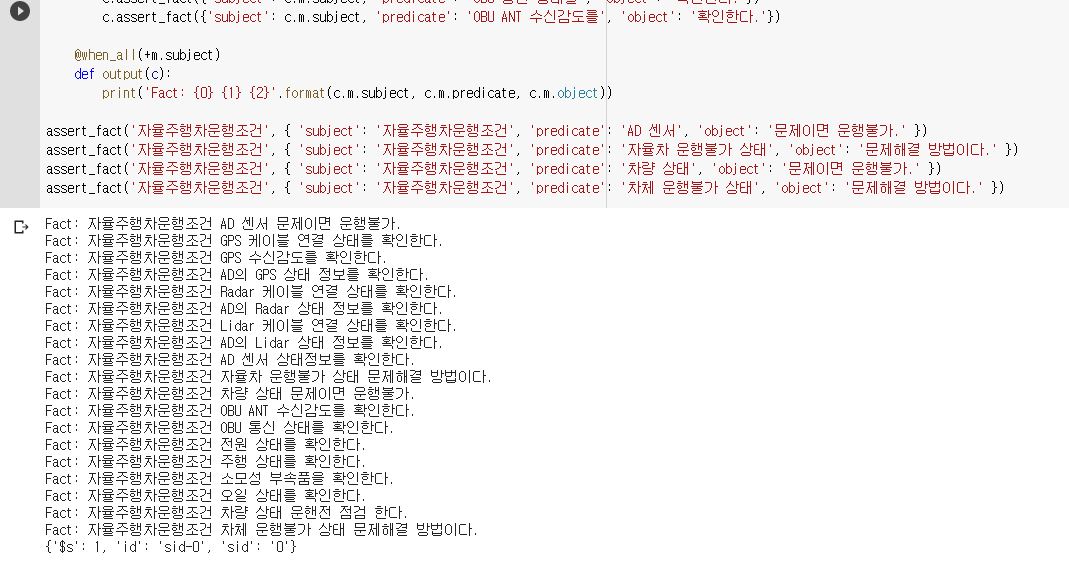 c.assert_fact({'subject': c.m.subject, 'predicate': 'OBU 통신 상태를', 'object': '확인한다.'})
c.assert_fact({'subject': c.m.subject, 'predicate': 'OBU ANT 수신감도를', 'object': '확인한다.'})
@when_all(+m.subject)
def output(c):
print('Fact: {0} {1} {2}'.format(c.m.subject, c.m.predicate, c.m.object))
assert_fact('자율주행차운행조건', { 'subject': '자율주행차운행조건', 'predicate': 'AD 센서', 'object': '문제이면 운행불가.' })
assert_fact('자율주행차운행조건', { 'subject': '자율주행차운행조건', 'predicate': '자율차 운행불가 상태', 'object': '문제해결 방법이다.' })
assert_fact('자율주행차운행조건', { 'subject': '자율주행차운행조건', 'predicate': '차량 상태', 'object': '문제이면 운행불가.' })
assert_fact('자율주행차운행조건', { 'subject': '자율주행차운행조건', 'predicate': '차체 운행불가 상태', 'object': '문제해결 방법이다.' })
Fact: 자율주행차운행조건 AD 센서 문제이면 운행불가.
Fact: 자율주행차운행조건 GPS 케이블 연결 상태를 확인한다.
Fact: 자율주행차운행조건 GPS 수신감도를 확인한다.
Fact: 자율주행차운행조건 AD의 GPS 상태 정보를 확인한다.
Fact: 자율주행차운행조건 Radar 케이블 연결 상태를 확인한다.
Fact: 자율주행차운행조건 AD의 Radar 상태 정보를 확인한다.
Fact: 자율주행차운행조건 Lidar 케이블 연결 상태를 확인한다.
Fact: 자율주행차운행조건 AD의 Lidar 상태 정보를 확인한다.
Fact: 자율주행차운행조건 AD 센서 상태정보를 확인한다.
Fact: 자율주행차운행조건 자율차 운행불가 상태 문제해결 방법이다.
Fact: 자율주행차운행조건 차량 상태 문제이면 운행불가.
Fact: 자율주행차운행조건 OBU ANT 수신감도를 확인한다.
Fact: 자율주행차운행조건 OBU 통신 상태를 확인한다.
Fact: 자율주행차운행조건 전원 상태를 확인한다.
Fact: 자율주행차운행조건 주행 상태를 확인한다.
Fact: 자율주행차운행조건 소모성 부속품을 확인한다.
Fact: 자율주행차운행조건 오일 상태를 확인한다.
Fact: 자율주행차운행조건 차량 상태 운핸전 점검 한다.
Fact: 자율주행차운행조건 차체 운행불가 상태 문제해결 방법이다.
{'$s': 1, 'id': 'sid-0', 'sid': '0'}